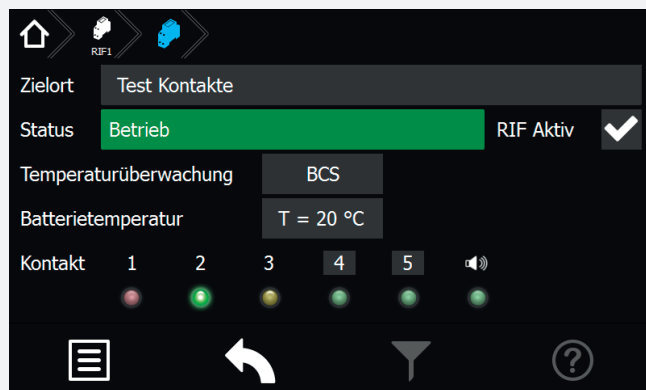 RIF1
Zielort Test Kontakte
Status Betrieb RIF Aktiv
Temperaturüberwachung BCS
Batterietemperatur T = 20 °C
Kontakt 1 2 3 4 5
?